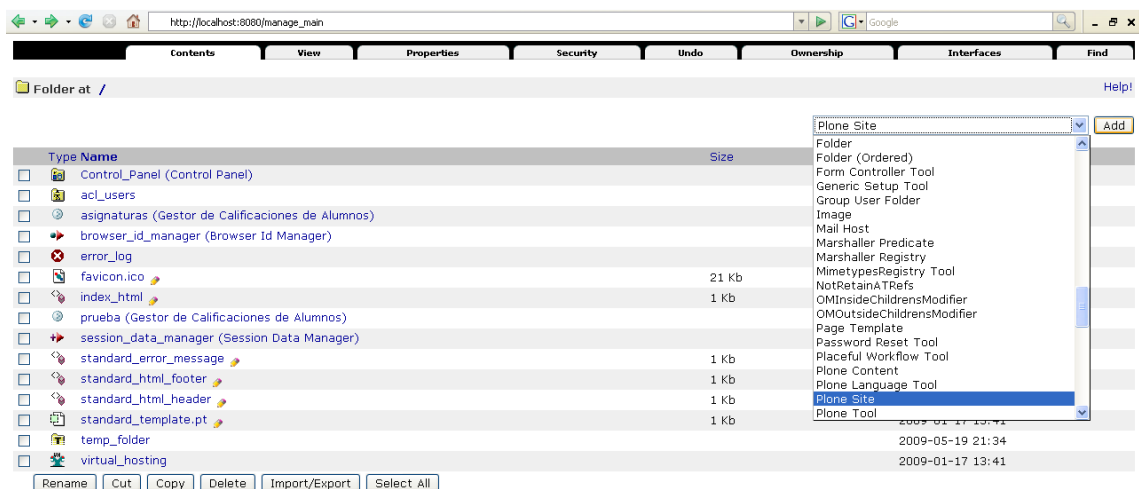 http://localhost:8080/manage_main
G Google
Contents View Properties Security Undo Ownership Interfaces Find
Folder at / Help!
Plone Site Add
Type Name Size
Folder
Folder (Ordered)
Form Controller Tool
Generic Setup Tool
Group User Folder
Image
Mail Host
Marshaller Predicate
Marshaller Registry
MimetypesRegistry Tool
NotRetainATRefs
OMInsideChildrensModifier
OMOutsideChildrensModifier
Page Template
Password Reset Tool
Placeful Workflow Tool
Plone Content
Plone Language Tool
Plone Site
Plone Tool
Control_Panel (Control Panel)
acl_users
asignaturas (Gestor de Calificaciones de Alumnos)
browser_id_manager (Browser Id Manager)
error_log
favicon.ico 21 Kb
index_html 1 Kb
prueba (Gestor de Calificaciones de Alumnos)
session_data_manager (Session Data Manager)
standard_error_message 1 Kb
standard_html_footer 1 Kb
standard_html_header 1 Kb
standard_template.pt 1 Kb 2009-01-17 13:41
temp_folder 2009-05-19 21:34
virtual_hosting 2009-01-17 13:41
Rename Cut Copy Delete Import/Export Select All